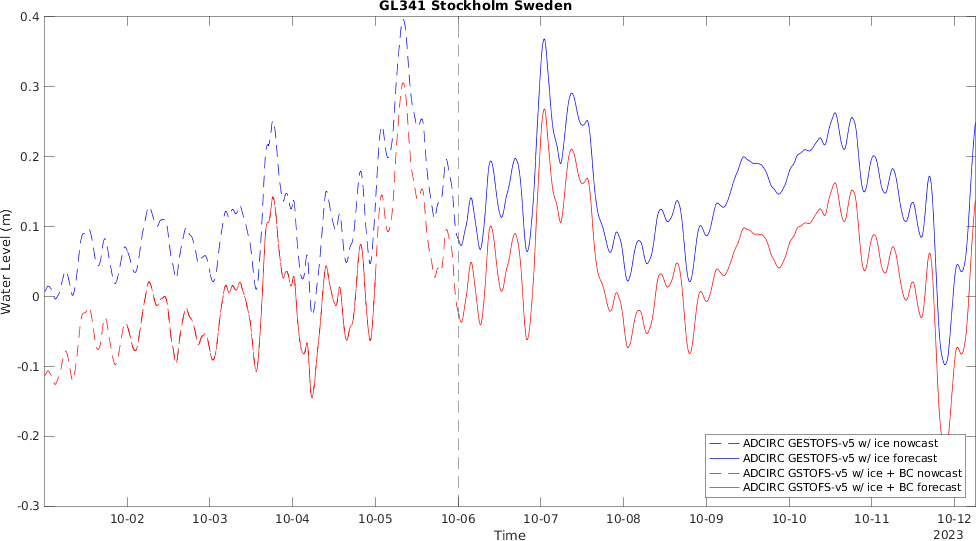 GL341 Stockholm Sweden
0.4
0.3
0.2
0.1
0
-0.1
-0.2
-0.3
Water Level (m)
10-02 10-03 10-04 10-05 10-06 10-07 10-08 10-09 10-10 10-11 10-12
Time
2023
ADCIRC GESTOFS-v5 w/ ice nowcast
ADCIRC GESTOFS-v5 w/ ice forecast
ADCIRC GSTOFS-v5 w/ ice + BC nowcast
ADCIRC GSTOFS-v5 w/ ice + BC forecast